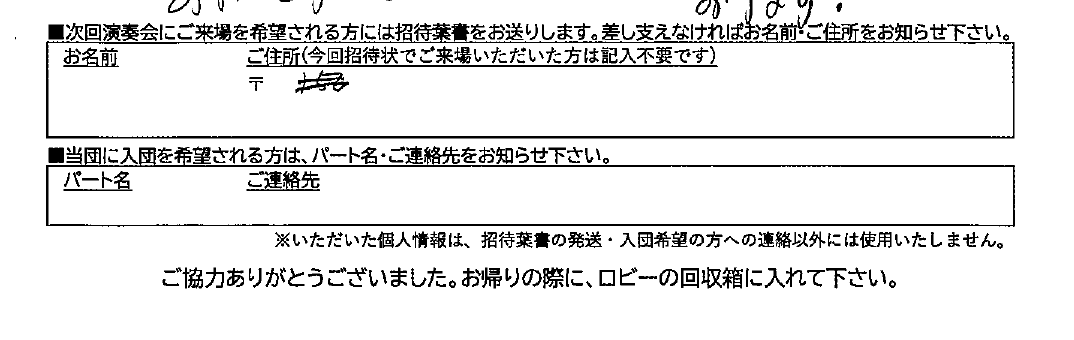 ■次回演奏会にご来場を希望される方には招待葉書をお送りします。差し支えなければお名前・ご住所をお知らせ下さい。
お名前 ご住所(今回招待状でご来場いただいた方は記入不要です)
〒
■当団に入団を希望される方は、パート名・ご連絡先をお知らせ下さい。
パート名 ご連絡先
※いただいた個人情報は、招待葉書の発送・入団希望の方への連絡以外には使用いたしません。
ご協力ありがとうございました。お帰りの際に、ロビーの回収箱に入れて下さい。